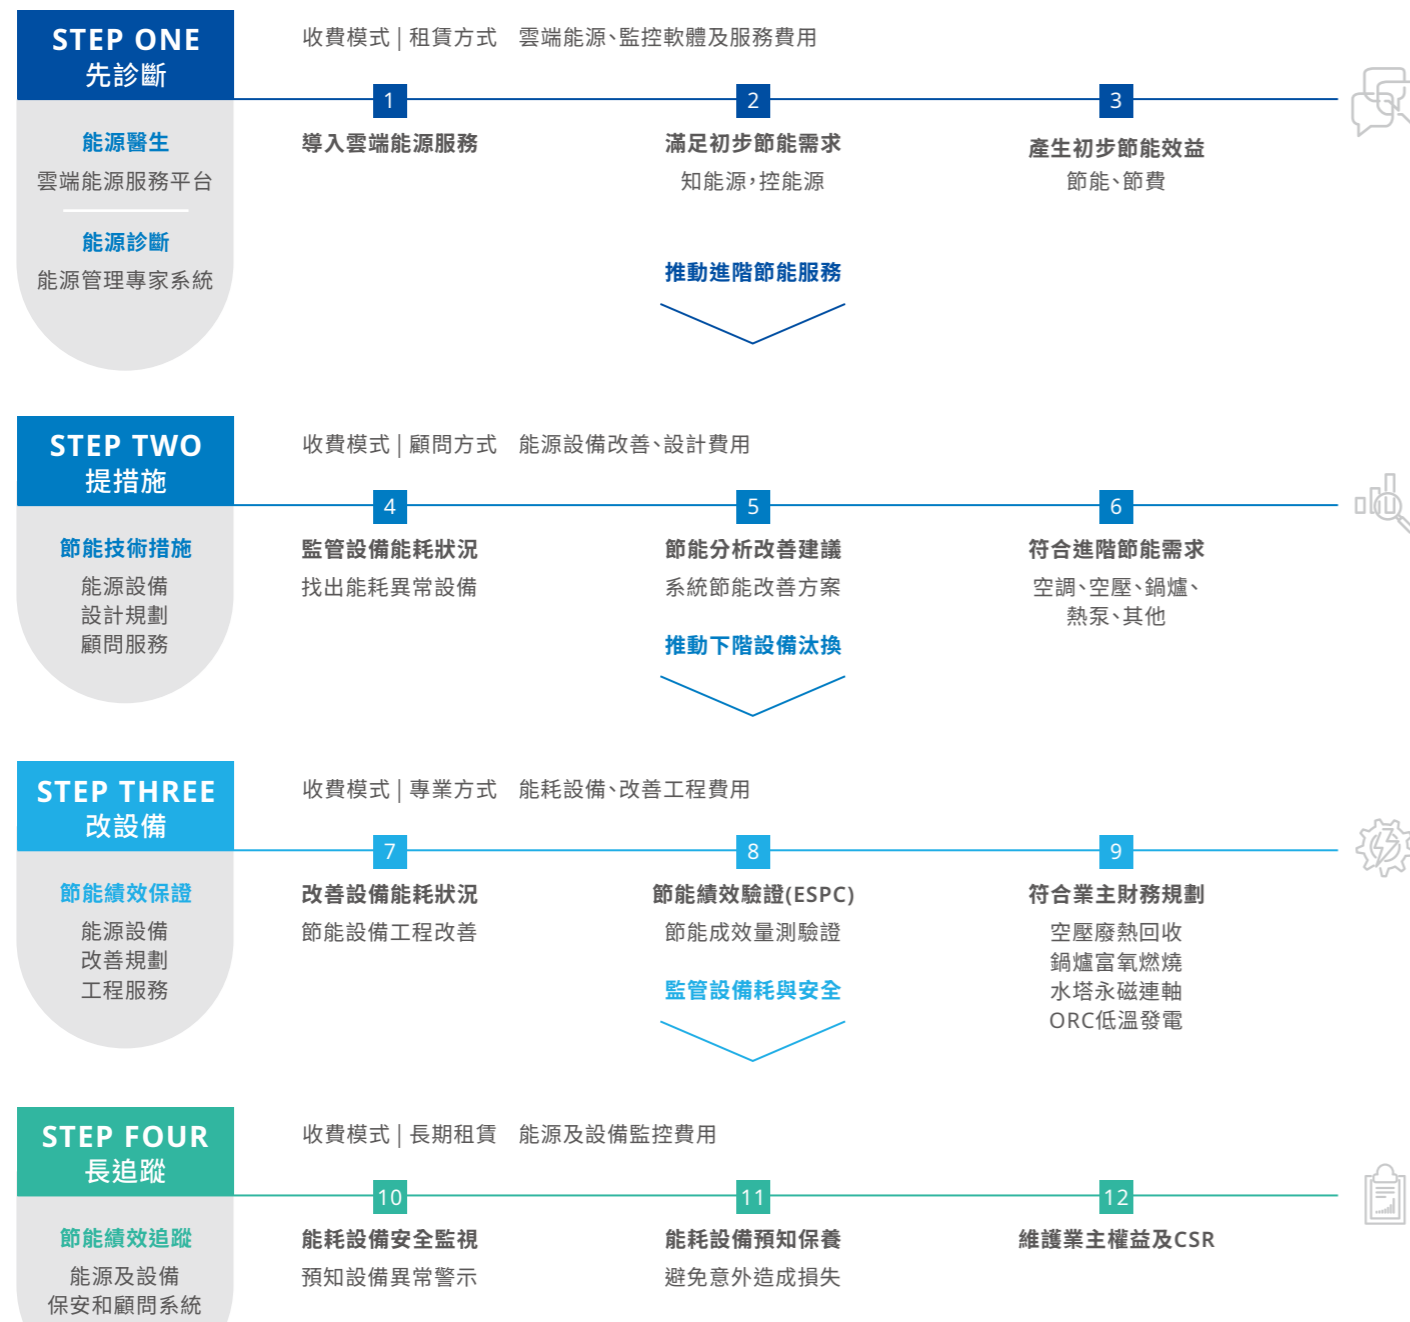 STEP ONE
先診斷
收費模式 | 租賃方式 雲端能源、監控軟體及服務費用
能源醫生
雲端能源服務平台
能源診斷
能源管理專家系統
1
導入雲端能源服務
2
滿足初步節能需求
知能源，控能源
3
產生初步節能效益
節能、節費
推動進階節能服務
STEP TWO
提措施
收費模式 | 顧問方式 能源設備改善、設計費用
節能技術措施
能源設備
設計規劃
顧問服務
4
監管設備能耗狀況
找出能耗異常設備
5
節能分析改善建議
系統節能改善方案
6
符合進階節能需求
空調、空壓、鍋爐、
熱泵、其他
推動下階設備汰換
STEP THREE
改設備
收費模式 | 專業方式 能耗設備、改善工程費用
節能績效保證
能源設備
改善規劃
工程服務
7
改善設備能耗狀況
節能設備工程改善
8
節能績效驗證(ESPC)
節能成效量測驗證
9
符合業主財務規劃
空壓廢熱回收
鍋爐富氧燃燒
水塔永磁連軸
ORC低溫發電
監管設備耗與安全
STEP FOUR
長追蹤
收費模式 | 長期租賃 能源及設備監控費用
節能績效追蹤
能源及設備
保安和顧問系統
10
能耗設備安全監視
預知設備異常警示
11
能耗設備預知保養
避免意外造成損失
12
維護業主權益及CSR